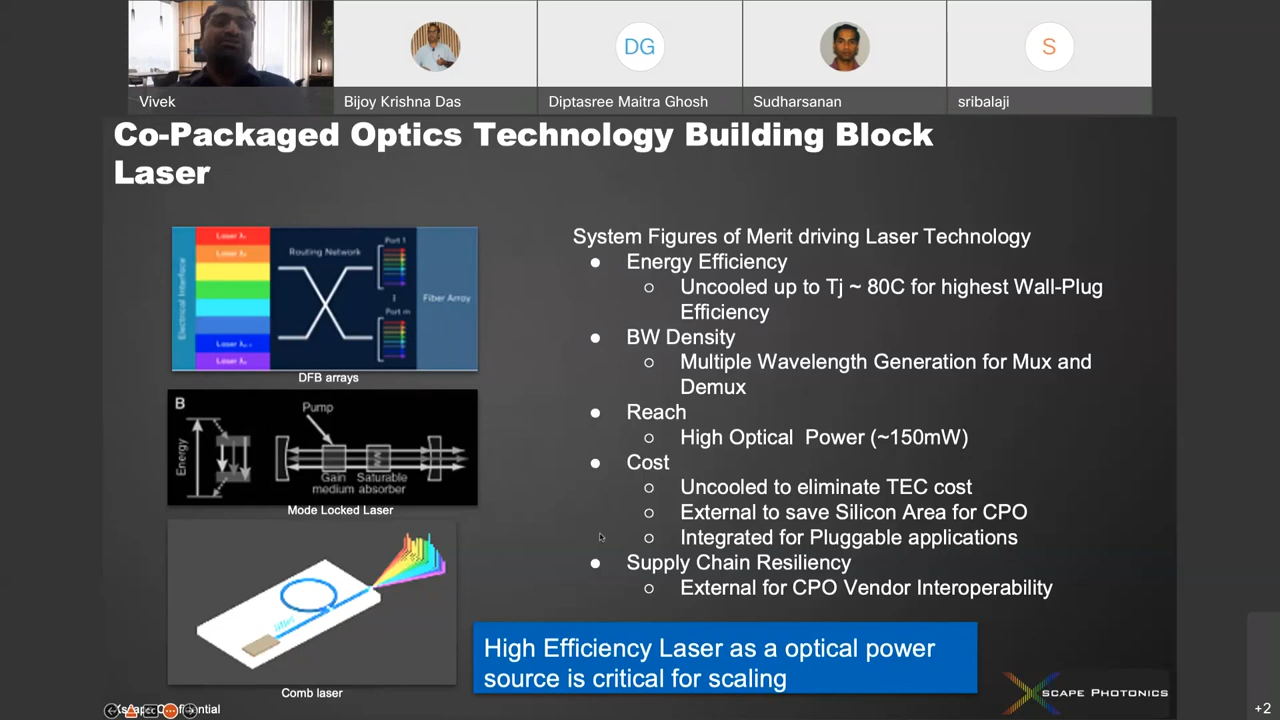 Vivek
Bijoy Krishna Das
DG
Diptasree Maitra Ghosh
Sudharsanan
S
sribalaji
Co-Packaged Optics Technology Building Block
Laser
Electrical Interface
Laser
Laser
Laser
Laser
Routing Network
Port 1
Port m
Fiber Array
DFB arrays
B
Energy
Pump
Gain
medium
Saturable
absorber
Mode Locked Laser
Comb laser
System Figures of Merit driving Laser Technology
● Energy Efficiency
○ Uncooled up to Tj ~ 80C for highest Wall-Plug
Efficiency
● BW Density
○ Multiple Wavelength Generation for Mux and
Demux
● Reach
○ High Optical Power (~150mW)
● Cost
○ Uncooled to eliminate TEC cost
○ External to save Silicon Area for CPO
○ Integrated for Pluggable applications
● Supply Chain Resiliency
○ External for CPO Vendor Interoperability
High Efficiency Laser as a optical power
source is critical for scaling
XSCAPE PHOTONICS
+2